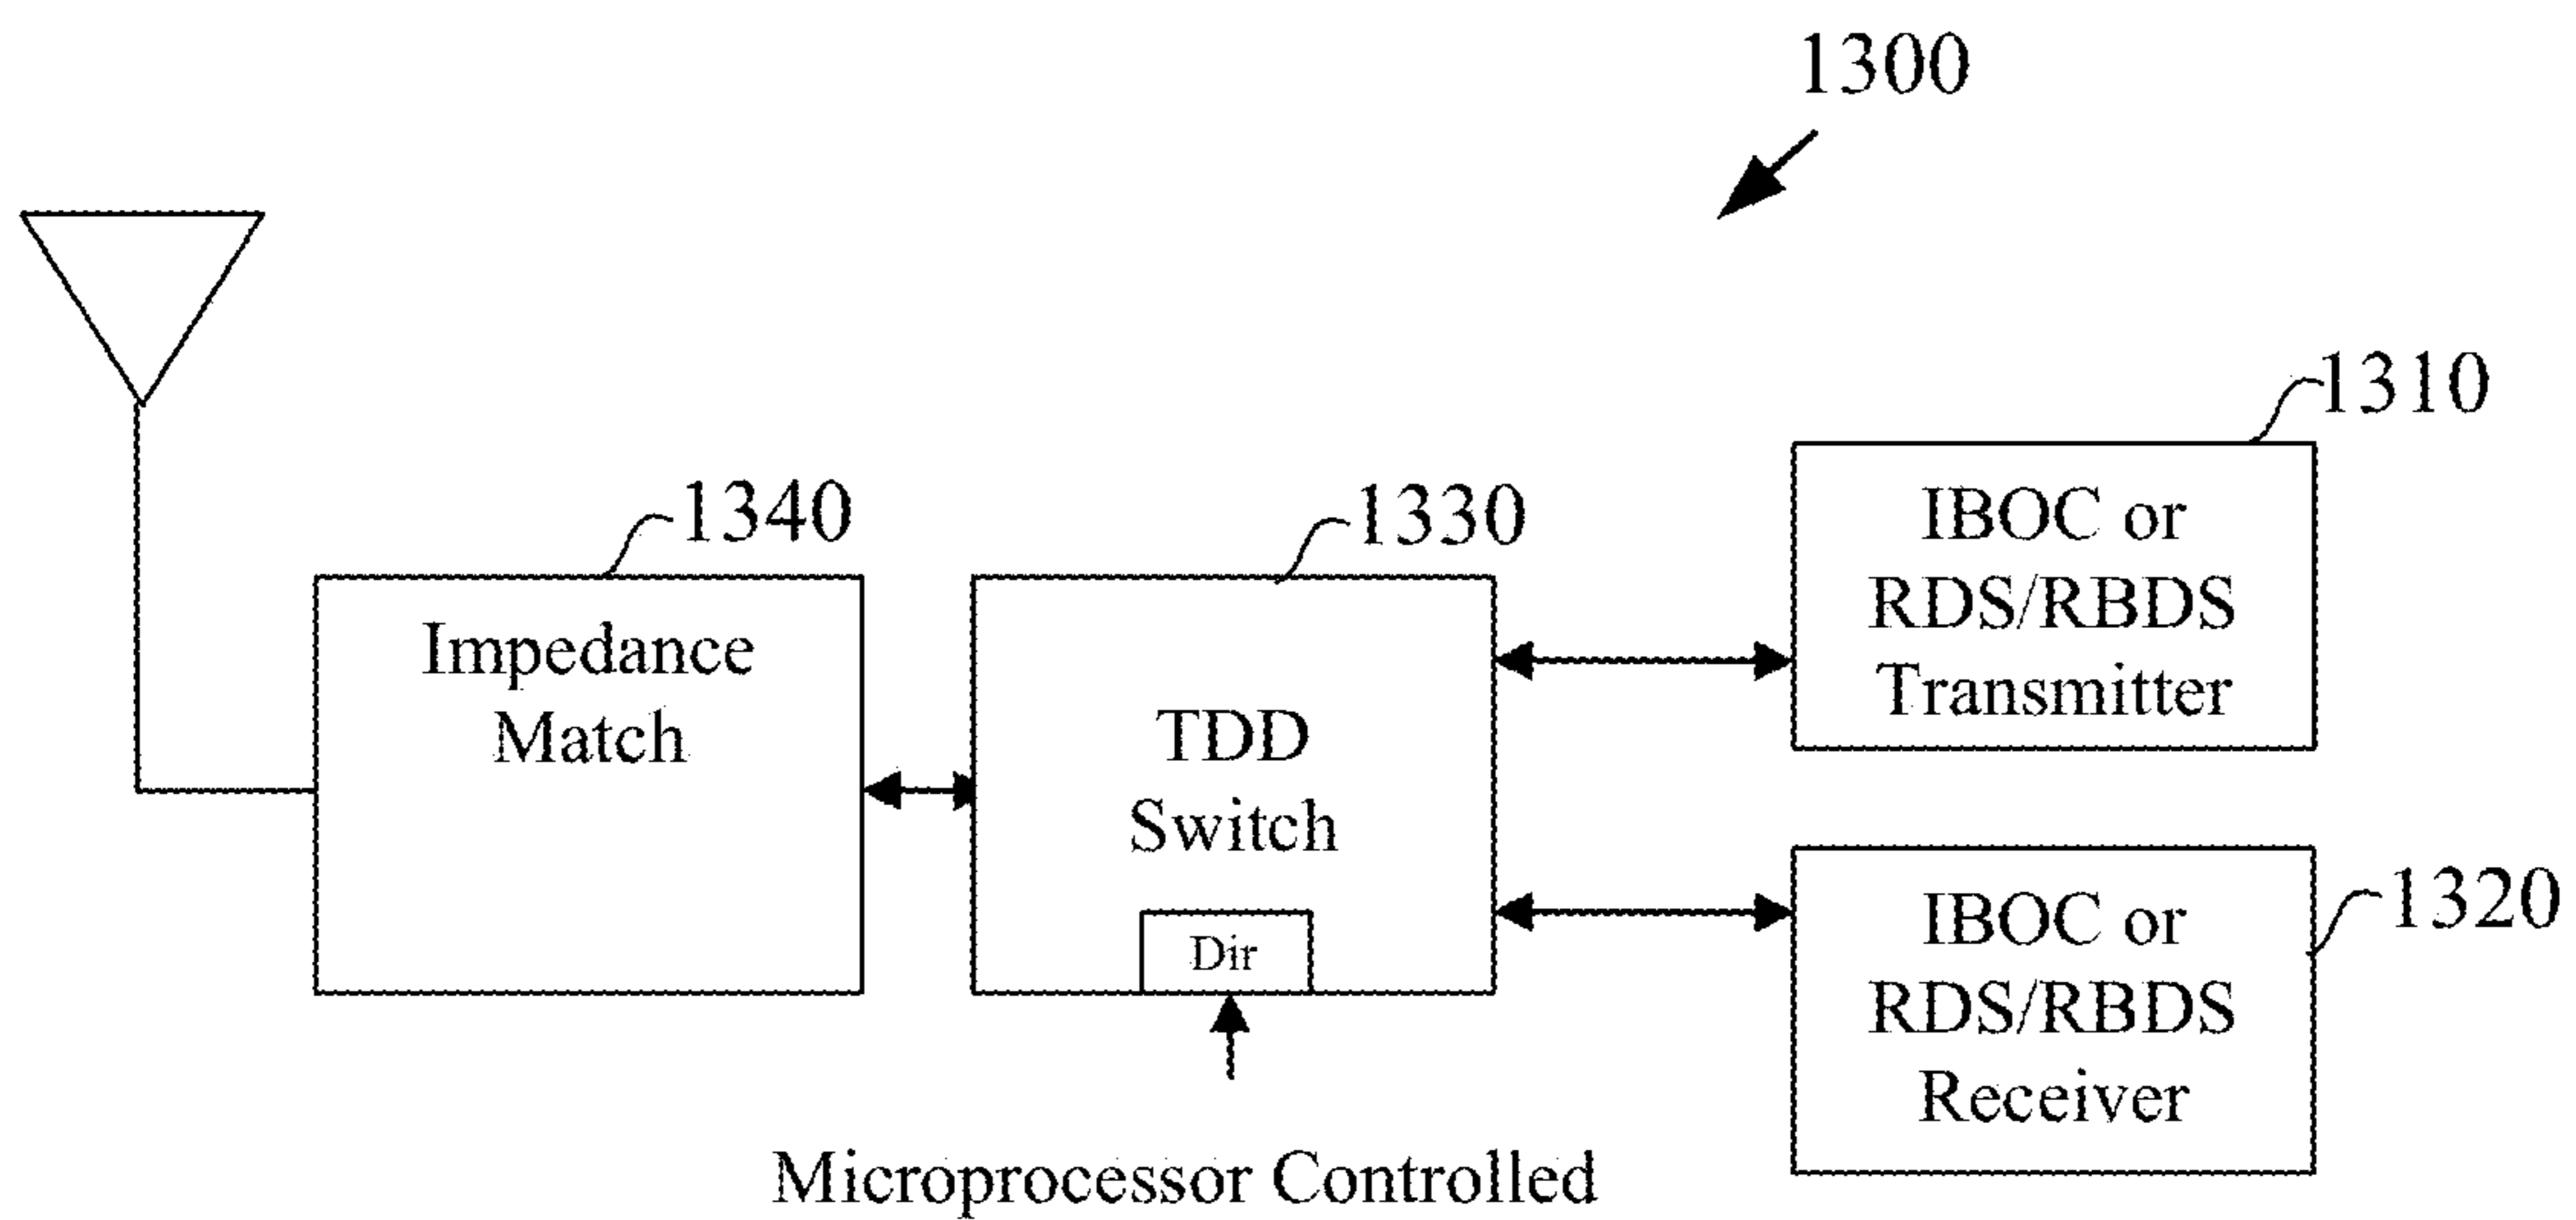 1300
1310
1340
1330
IBOC or
RDS/RBDS
Transmitter
Impedance
Match
TDD
Switch
Dir
1320
IBOC or
RDS/RBDS
Receiver
Microprocessor Controlled